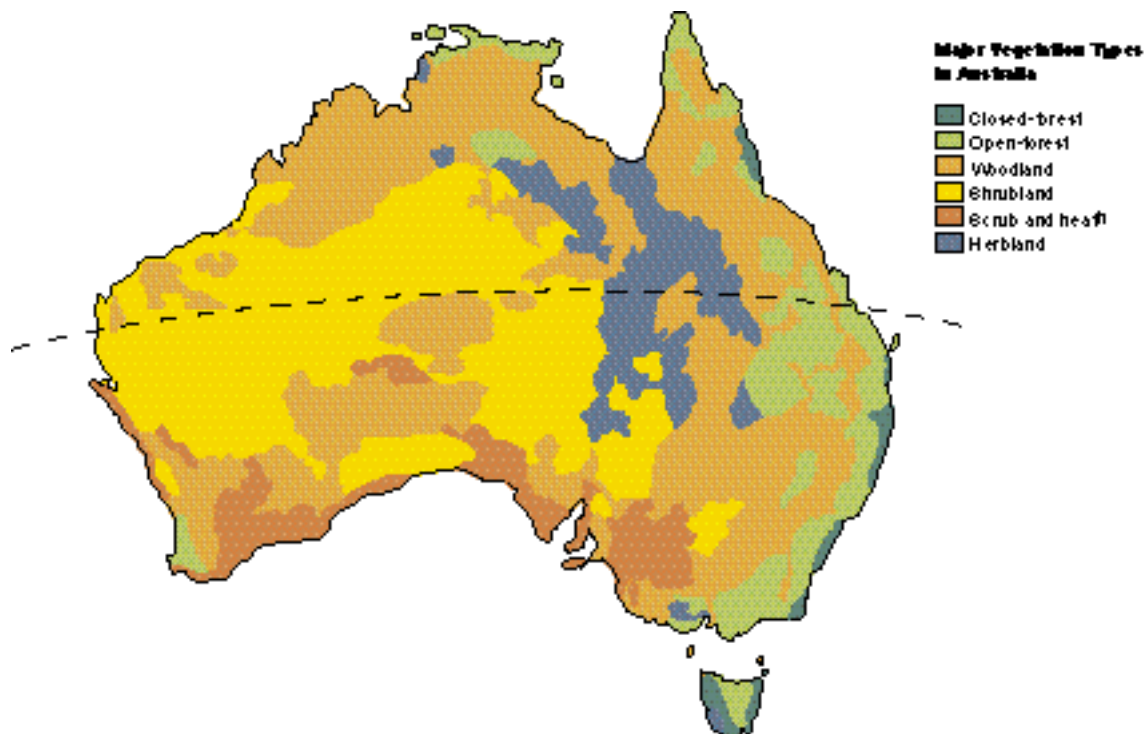 Major Vegetation Types
in Australia
Closed-forest
Open-forest
Woodland
Shrubland
Scrub and heath
Herbland